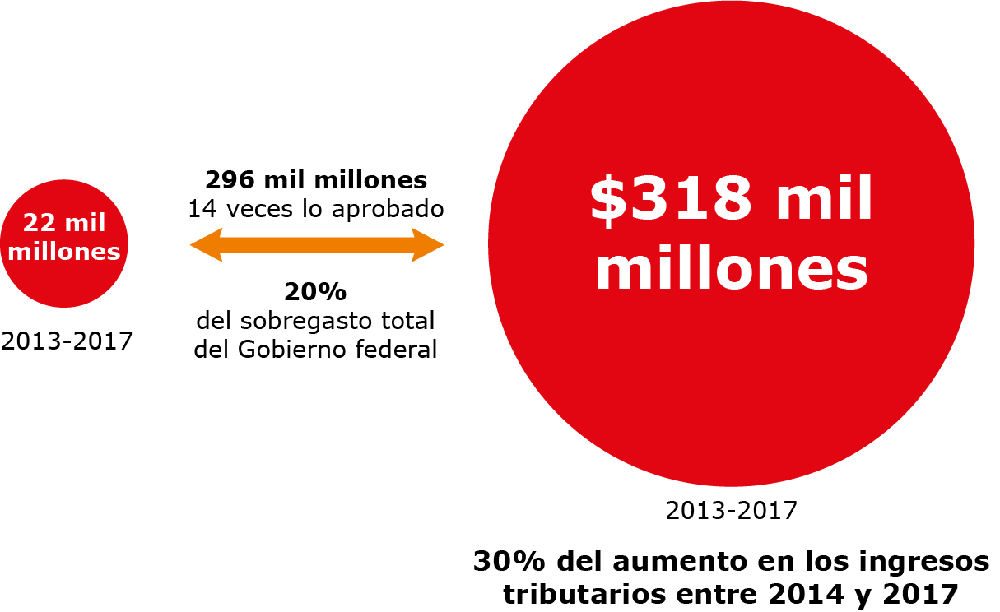 22 mil
millones
2013-2017
296 mil millones
14 veces lo aprobado
20%
del sobregasto total
del Gobierno federal
$318 mil
millones
2013-2017
30% del aumento en los ingresos
tributarios entre 2014 y 2017